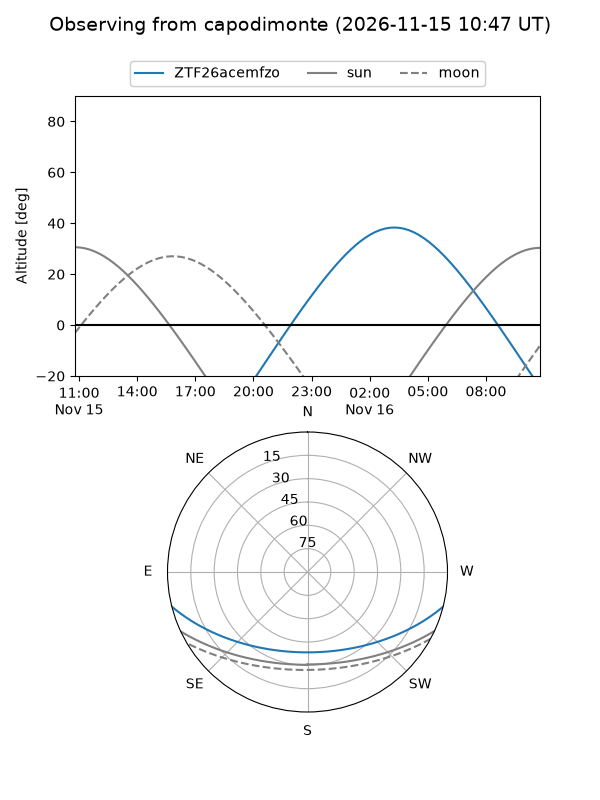 Observing from capodimonte (2026-11-15 10:47 UT)
ZTF26acemfzo sun moon
80
60
40
20
0
−20
Altitude [deg]
11:00 14:00 17:00 20:00 23:00 02:00 05:00 08:00
Nov 15 Nov 16
N
NE NW
15
30
45
60
75
E W
SE SW
S